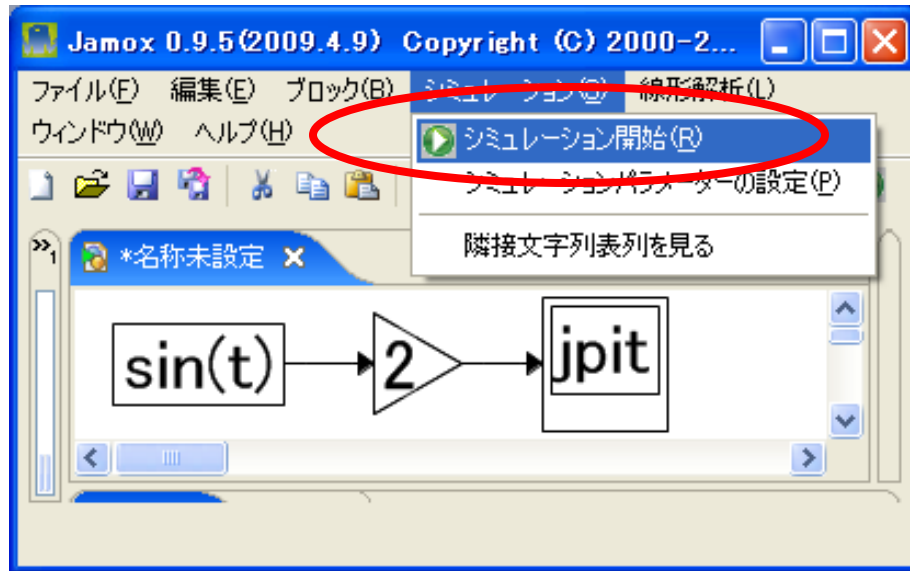 Jamox 0.9.5(2009.4.9) Copyright (C) 2000-2...
ファイル(F) 編集(E) ブロック(B) シミュレーション(S) 線形解析(L)
ウィンドウ(W) ヘルプ(H)
シミュレーション開始(R)
シミュレーションパラメーターの設定(P)
隣接文字列表列を見る
»1
*名称未設定
sin(t)
2
jpit